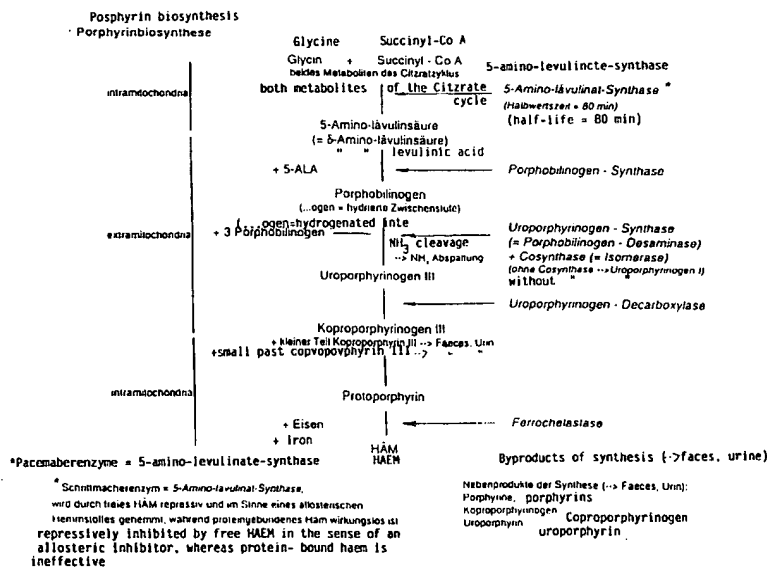 Posphyrin biosynthesis
Porphyrinbiosynthese
Glycine Succinyl-Co A
Glycin + Succinyl - Co A
beides Metaboliten des Citzratzyklus
both metabolites of the Citzrate
cycle
5-amino-levulincte-synthase
5-Amino-lävulinat-Synthase *
(Halbwertszeit = 80 min)
(half-life = 80 min)
intramitochondrial
5-Amino-lävulinsäure
(= δ-Amino-lävulinsäure)
" " levulinic acid
+ 5-ALA
Porphobilinogen - Synthase
Porphobilinogen
(...ogen = hydrierte Zwischenstufe)
(...ogen=hydrogenated inte
extramitochondrial
+ 3 Porphobilinogen
NH3 cleavage
--> NH, Abspaltung
Uroporphyrinogen - Synthase
(= Porphobilinogen - Desaminase)
+ Cosynthase (= Isomerase)
(ohne Cosynthase --> Uroporphyrinogen I)
without " "
Uroporphyrinogen III
Uroporphyrinogen - Decarboxylase
Koproporphyrinogen III
+ kleiner Teil Koproporphyrin III --> Faeces, Urin
+small past copvopovphyrin III --> " "
intramitochondrial
Protoporphyrin
+ Eisen
+ Iron
Ferrochelastase
HÄM
HAEM
*Pacemaberenzyme = 5-amino-levulinate-synthase
* Schrittmacherenzym = 5-Amino-lävulinat-Synthase,
wird durch freies HÄM repressiv und im Sinne eines allosterischen
Hemmstoffes gehemmt, während proteingebundenes Häm wirkungslos ist
repressively inhibited by free HAEM in the sense of an
allosteric inhibitor, whereas protein- bound haem is
ineffective
Byproducts of synthesis (->faces, urine)
Nebenprodukte der Synthese (--> Faeces, Urin):
Porphyrine, porphyrins
Koproporphyrinogen Coproporphyrinogen
Uroporphyrin uroporphyrin